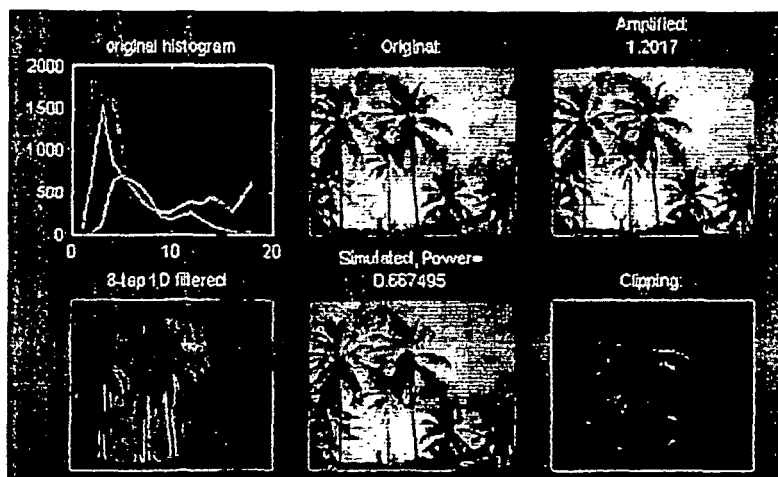 original histogram
Original:
Amplified:
1.2017
2000
1500
1000
500
0
0
10
20
8-tap 1D filtered
Simulated, Power=
0.667495
Clipping: